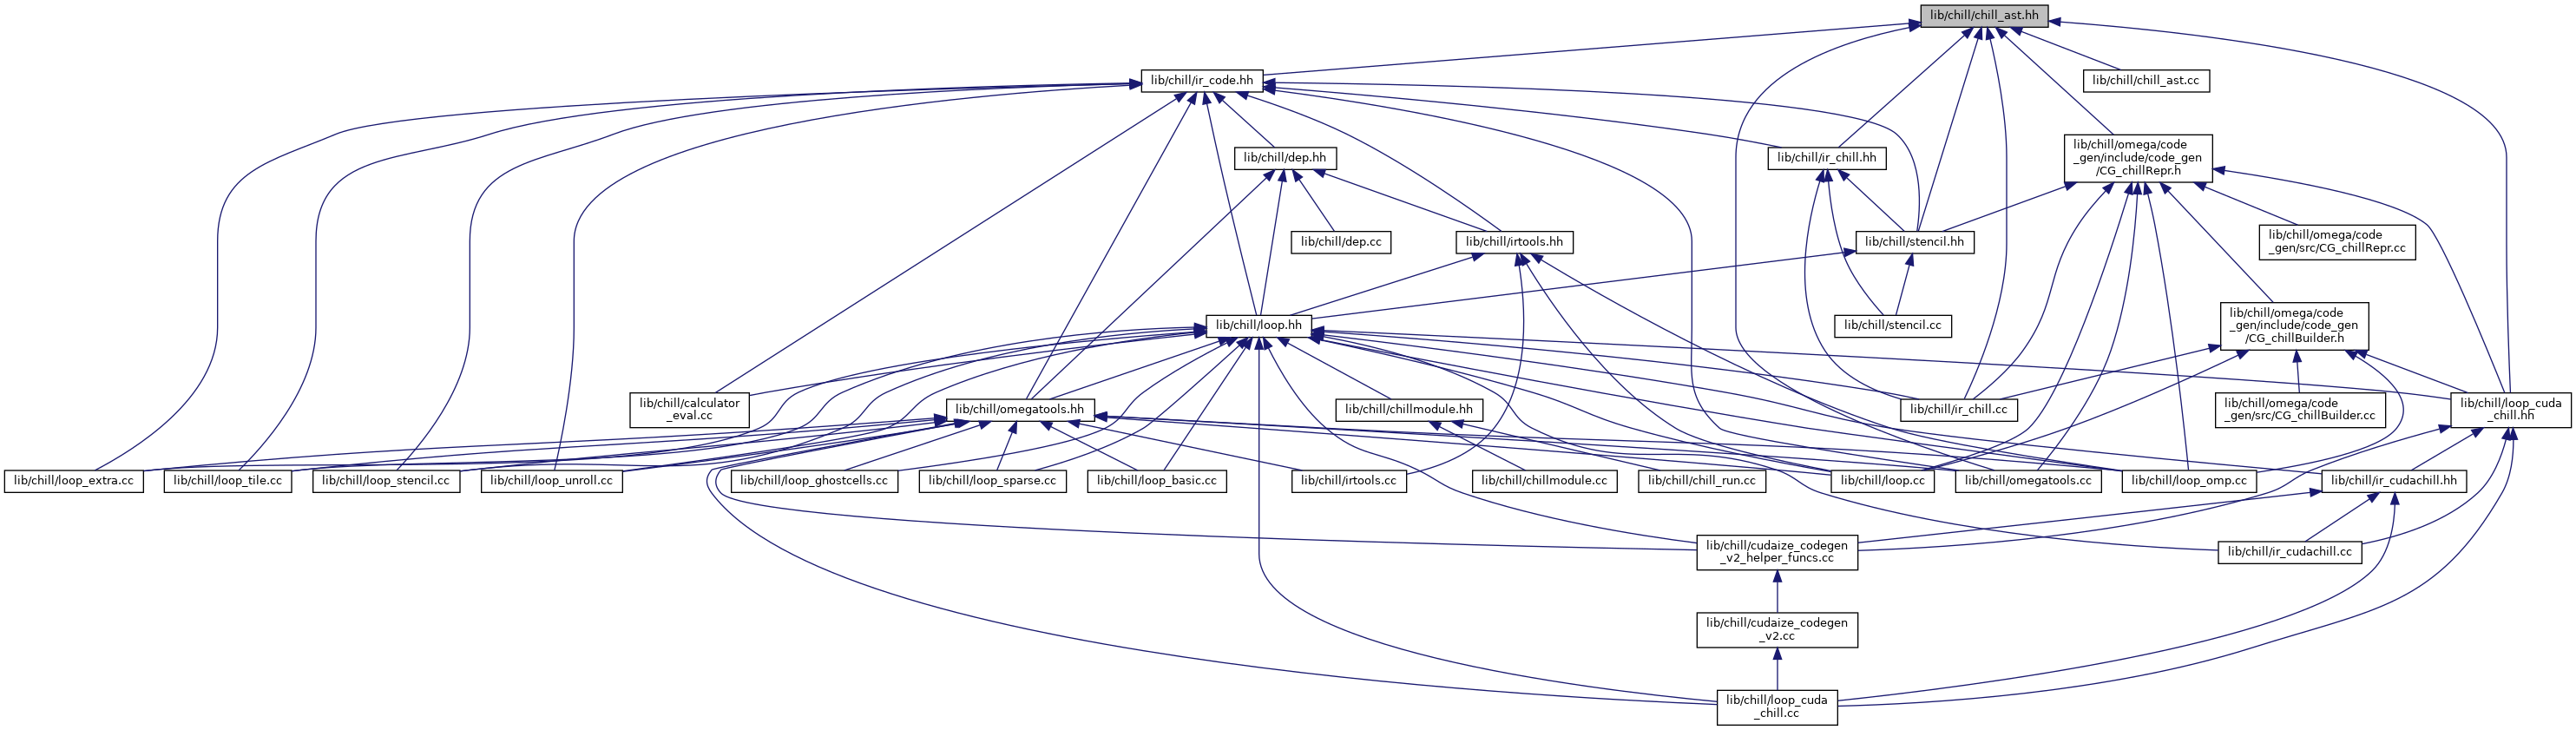 lib/chill/chill_ast.hh
lib/chill/ir_code.hh
lib/chill/chill_ast.cc
lib/chill/dep.hh
lib/chill/ir_chill.hh
lib/chill/omega/code
_gen/include/code_gen
/CG_chillRepr.h
lib/chill/dep.cc
lib/chill/irtools.hh
lib/chill/stencil.hh
lib/chill/omega/code
_gen/src/CG_chillRepr.cc
lib/chill/loop.hh
lib/chill/stencil.cc
lib/chill/omega/code
_gen/include/code_gen
/CG_chillBuilder.h
lib/chill/calculator
_eval.cc
lib/chill/omegatools.hh
lib/chill/chillmodule.hh
lib/chill/ir_chill.cc
lib/chill/omega/code
_gen/src/CG_chillBuilder.cc
lib/chill/loop_cuda
_chill.hh
lib/chill/loop_extra.cc
lib/chill/loop_tile.cc
lib/chill/loop_stencil.cc
lib/chill/loop_unroll.cc
lib/chill/loop_ghostcells.cc
lib/chill/loop_sparse.cc
lib/chill/loop_basic.cc
lib/chill/irtools.cc
lib/chill/chillmodule.cc
lib/chill/chill_run.cc
lib/chill/loop.cc
lib/chill/omegatools.cc
lib/chill/loop_omp.cc
lib/chill/ir_cudachill.hh
lib/chill/cudaize_codegen
_v2_helper_funcs.cc
lib/chill/ir_cudachill.cc
lib/chill/cudaize_codegen
_v2.cc
lib/chill/loop_cuda
_chill.cc